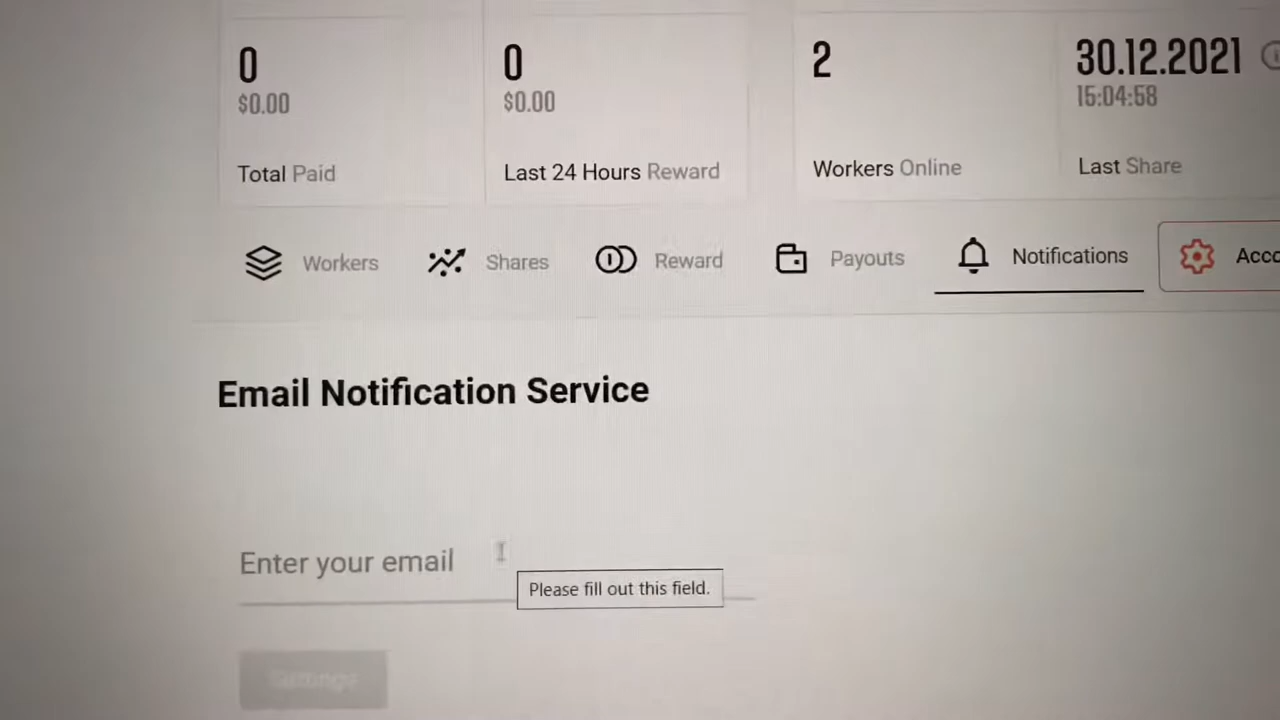 0
$0.00
Total Paid
0
$0.00
Last 24 Hours Reward
2
Workers Online
30.12.2021
15:04:58
Last Share
Workers
Shares
Reward
Payouts
Notifications
Email Notification Service
Enter your email
Please fill out this field.
Settings